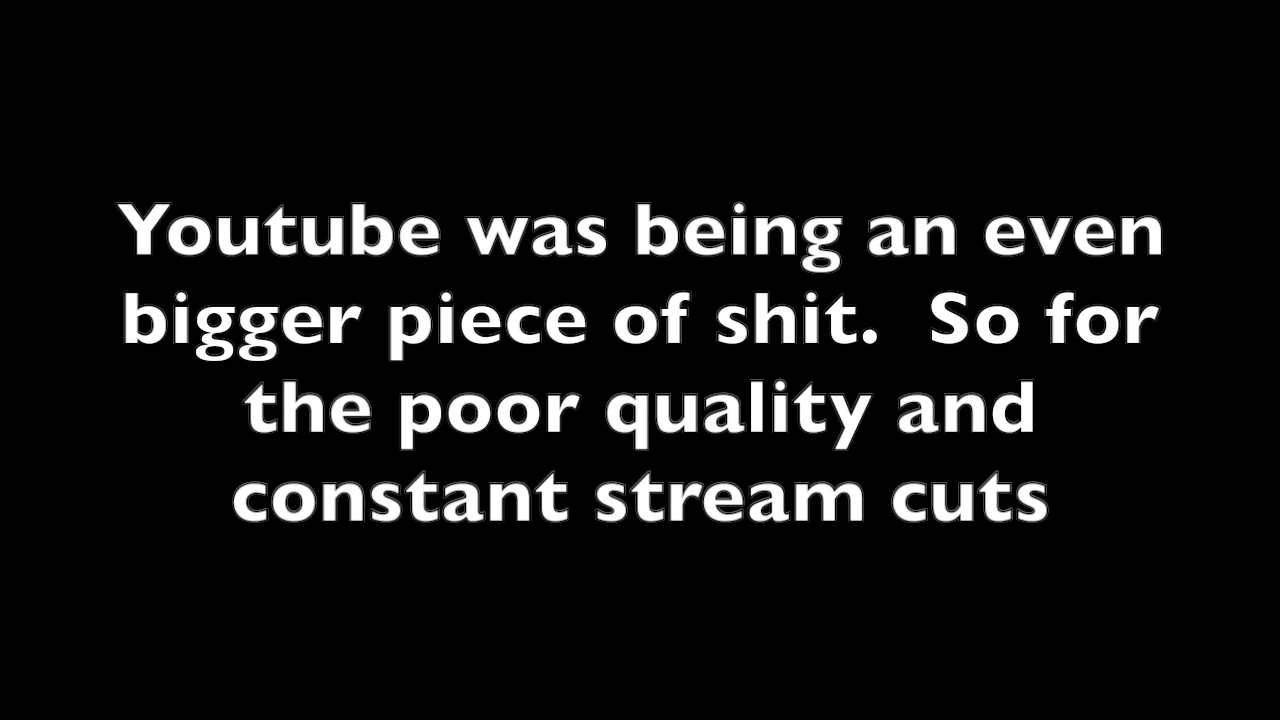 Youtube was being an even
bigger piece of shit.  So for
the poor quality and
constant stream cuts